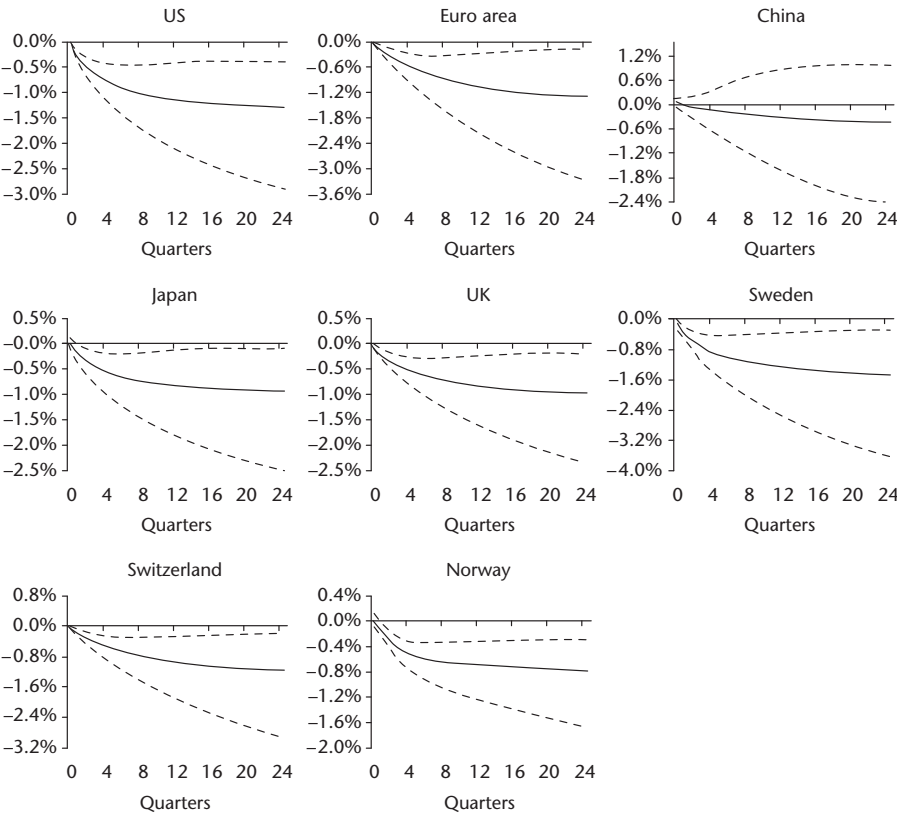 US
0.0%
–0.5%
–1.0%
–1.5%
–2.0%
–2.5%
–3.0%
0 4 8 12 16 20 24
Quarters
Euro area
0.0%
–0.6%
–1.2%
–1.8%
–2.4%
–3.0%
–3.6%
0 4 8 12 16 20 24
Quarters
China
1.2%
0.6%
0.0%
–0.6%
–1.2%
–1.8%
–2.4%
0 4 8 12 16 20 24
Quarters
Japan
0.5%
–0.0%
–0.5%
–1.0%
–1.5%
–2.0%
–2.5%
0 4 8 12 16 20 24
Quarters
UK
0.5%
–0.0%
–0.5%
–1.0%
–1.5%
–2.0%
–2.5%
0 4 8 12 16 20 24
Quarters
Sweden
0.0%
–0.8%
–1.6%
–2.4%
–3.2%
–4.0%
0 4 8 12 16 20 24
Quarters
Switzerland
0.8%
0.0%
–0.8%
–1.6%
–2.4%
–3.2%
0 4 8 12 16 20 24
Quarters
Norway
0.4%
0.0%
–0.4%
–0.8%
–1.2%
–1.6%
–2.0%
0 4 8 12 16 20 24
Quarters